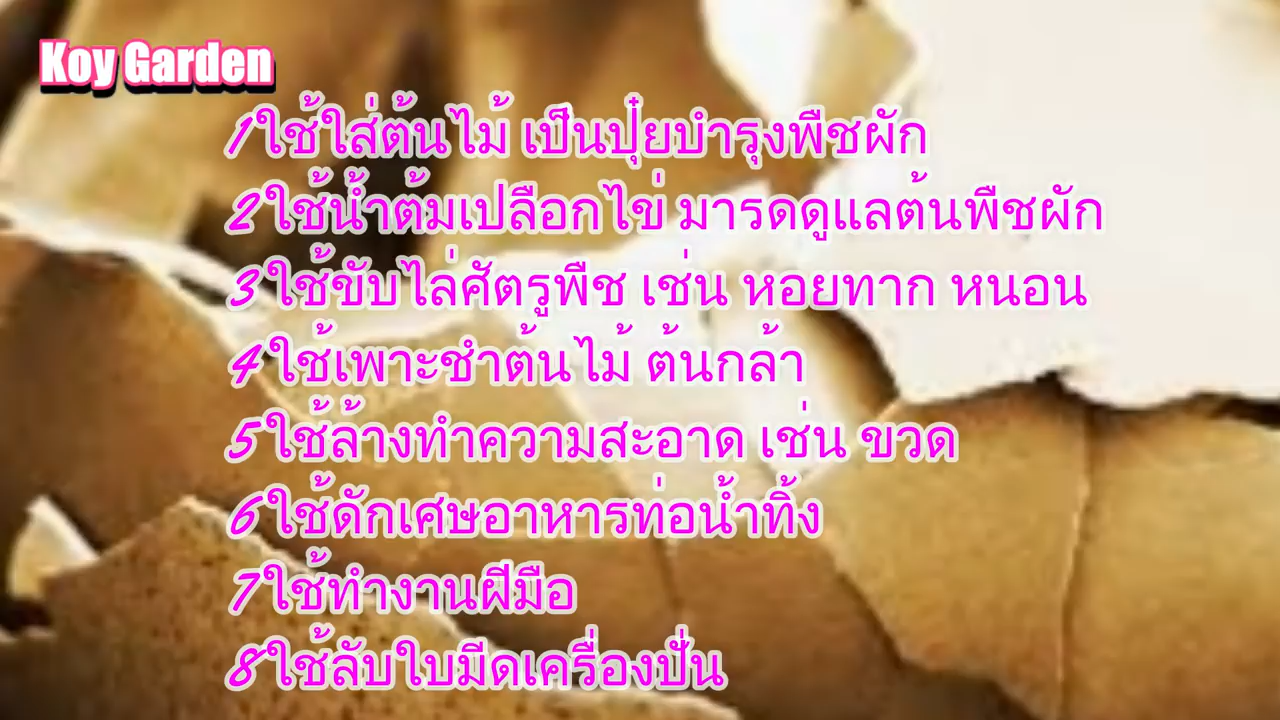 Koy Garden
1 ใช้ใส่ต้นไม้ เป็นปุ๋ยบำรุงพืชผัก
2 ใช้น้ำต้มเปลือกไข่ มารดดูแลต้นพืชผัก
3 ใช้ขับไล่ศัตรูพืช เช่น หอยทาก หนอน
4 ใช้เพาะชำต้นไม้ ต้นกล้า
5 ใช้ล้างทำความสะอาด เช่น ขวด
6 ใช้ดักเศษอาหารท่อน้ำทิ้ง
7 ใช้ทำงานฝีมือ
8 ใช้ลับใบมีดเครื่องปั่น